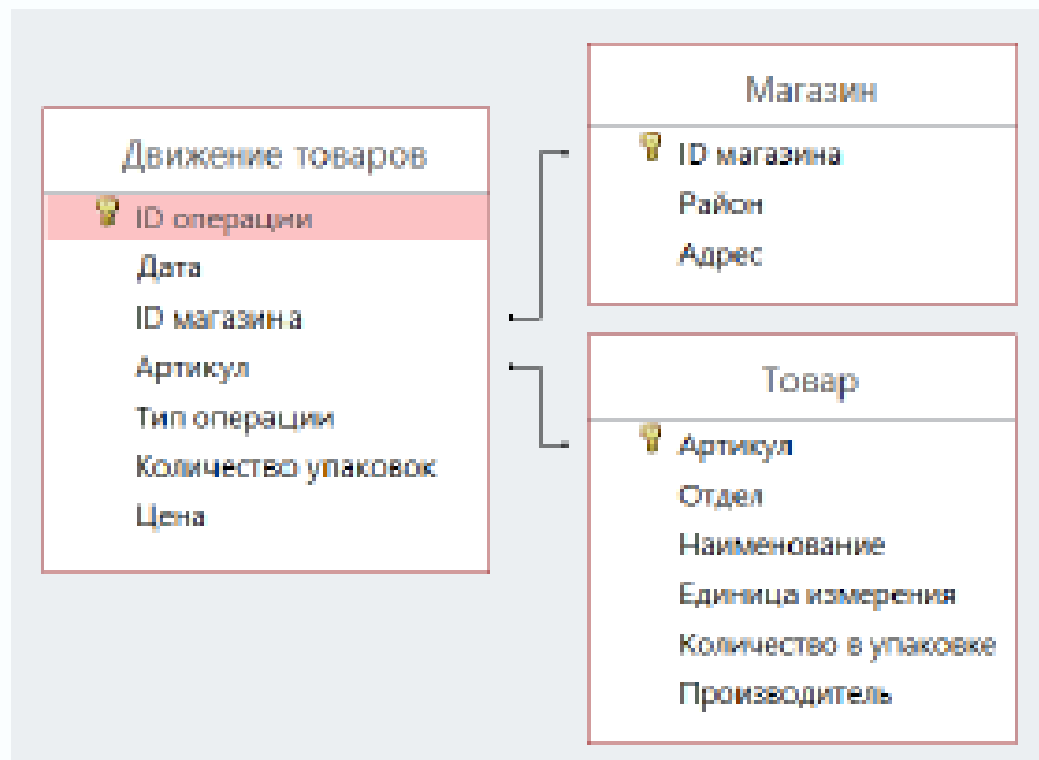 Движение товаров
ID операции
Дата
ID магазина
Артикул
Тип операции
Количество упаковок
Цена
Магазин
ID магазина
Район
Адрес
Товар
Артикул
Отдел
Наименование
Единица измерения
Количество в упаковке
Производитель